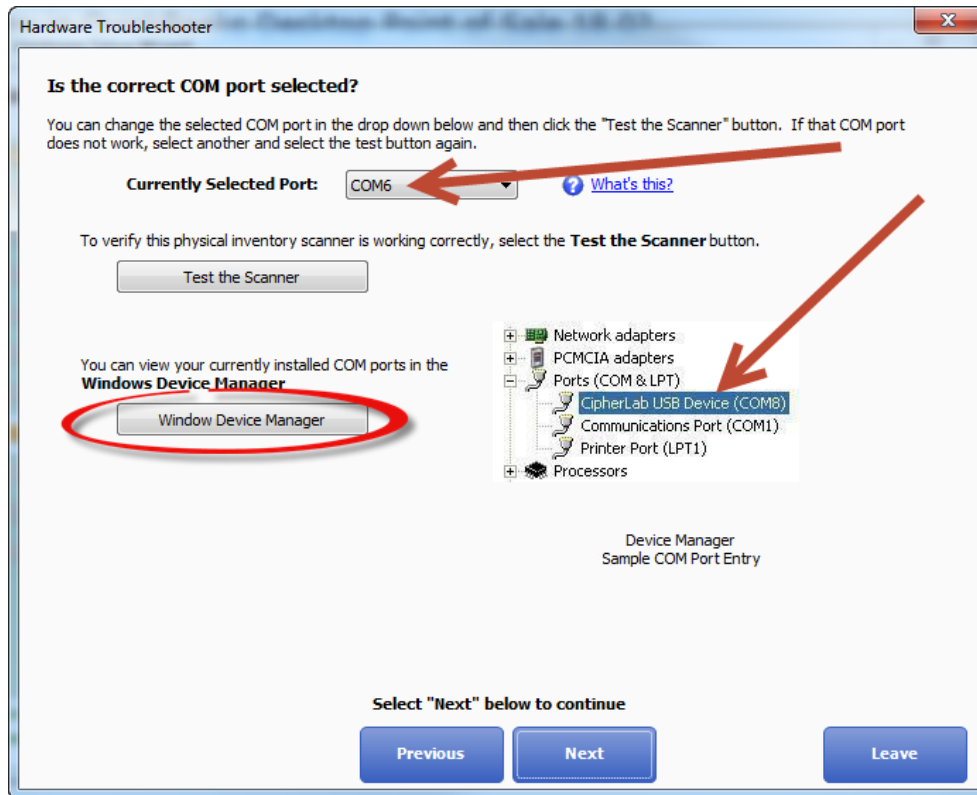 Hardware Troubleshooter
Is the correct COM port selected?
You can change the selected COM port in the drop down below and then click the "Test the Scanner" button. If that COM port
does not work, select another and select the test button again.
Currently Selected Port: COM6 What's this?
To verify this physical inventory scanner is working correctly, select the Test the Scanner button.
Test the Scanner
You can view your currently installed COM ports in the
Windows Device Manager
Window Device Manager
Network adapters
PCMCIA adapters
Ports (COM & LPT)
CipherLab USB Device (COM8)
Communications Port (COM1)
Printer Port (LPT1)
Processors
Device Manager
Sample COM Port Entry
Select "Next" below to continue
Previous Next Leave